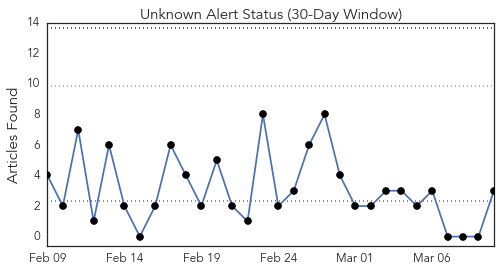 Unknown Alert Status (30-Day Window)
Articles Found
14
12
10
8
6
4
2
0
Feb 09 Feb 14 Feb 19 Feb 24 Mar 01 Mar 06